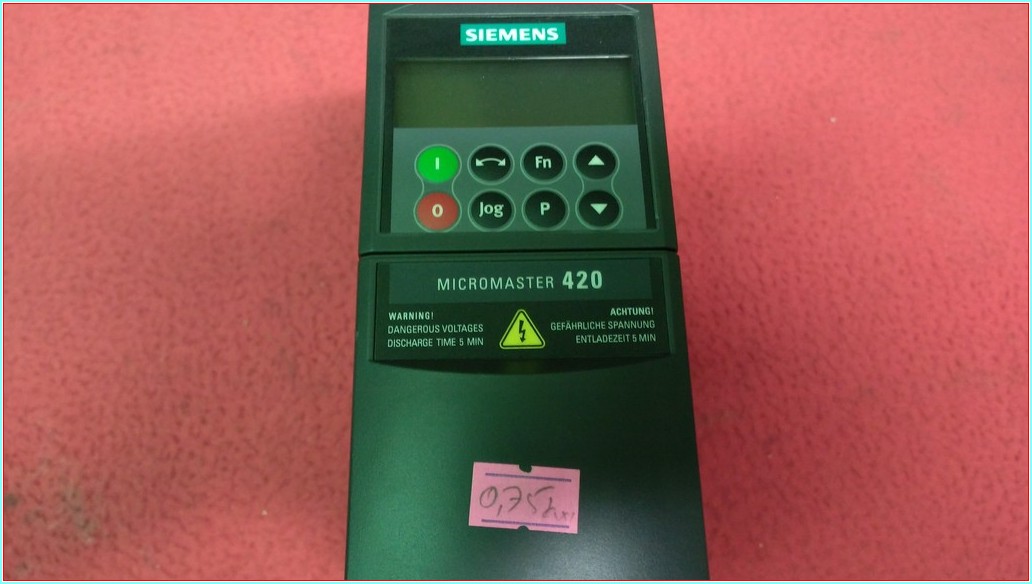 SIEMENS
I
Fn
0
Jog
P
MICROMASTER 420
WARNING!
DANGEROUS VOLTAGES
DISCHARGE TIME 5 MIN
ACHTUNG!
GEFÄHRLICHE SPANNUNG
ENTLADEZEIT 5 MIN
0,75